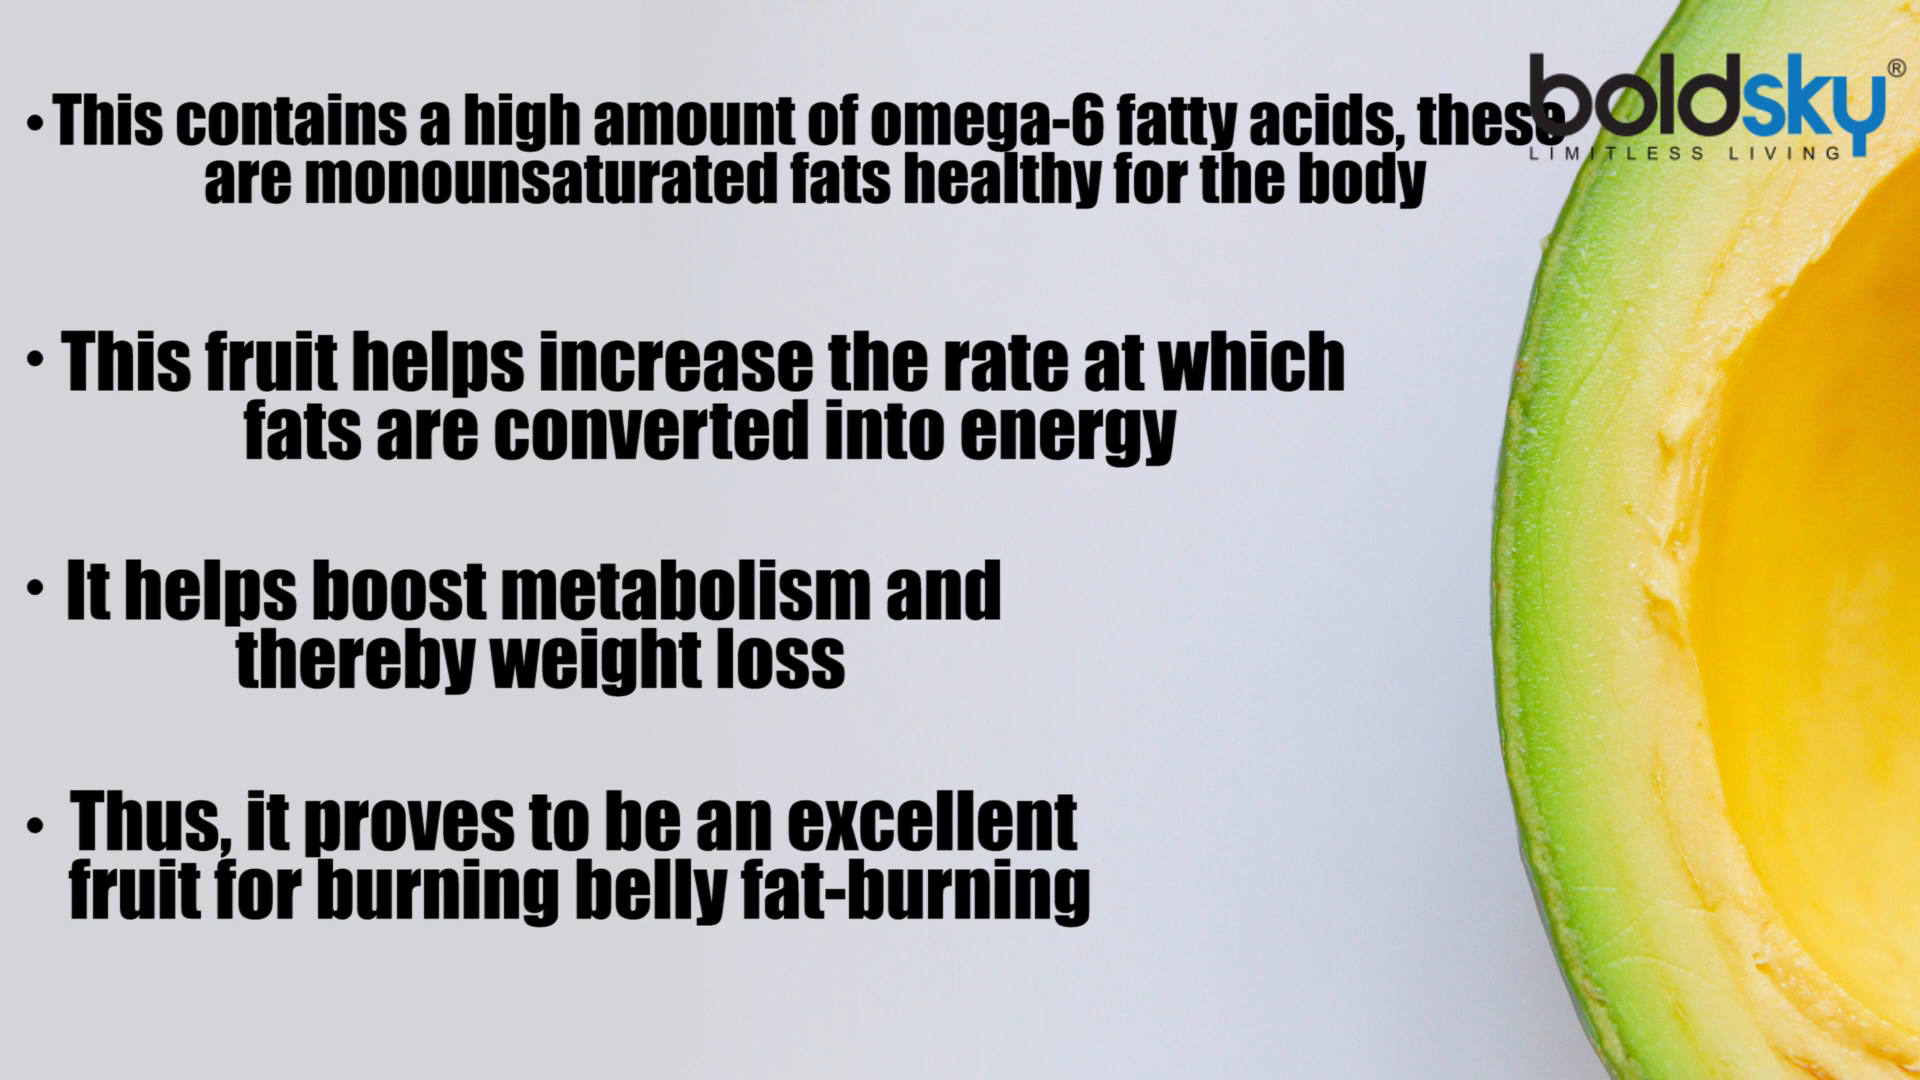 • This contains a high amount of omega-6 fatty acids, these
are monounsaturated fats healthy for the body
• This fruit helps increase the rate at which
fats are converted into energy
• It helps boost metabolism and
thereby weight loss
• Thus, it proves to be an excellent
fruit for burning belly fat-burning
boldsky®
LIMITLESS LIVING